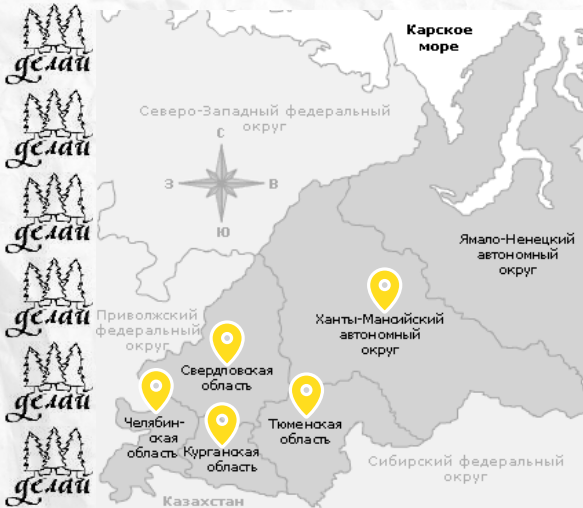 делай
делай
делай
делай
делай
делай
Карское
море
Северо-Западный федеральный
округ
С
З
В
Ю
Ямало-Ненецкий
автономный
округ
Ханты-Мансийский
автономный
округ
Приволжский
федеральный
округ
Свердловская
область
Челябин-
ская
область
Курганская
область
Тюменская
область
Сибирский федеральный
округ
Казахстан